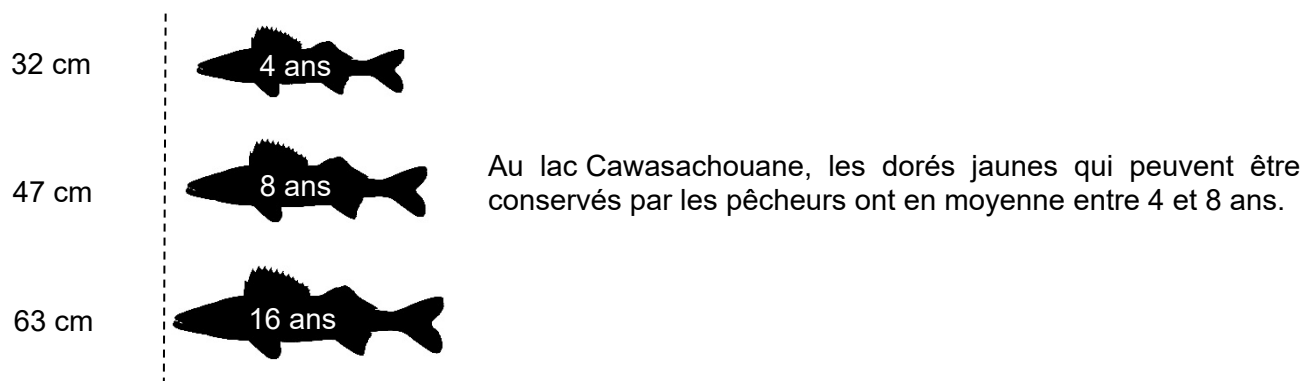 32 cm
4 ans
47 cm
8 ans
Au lac Cawasachouane, les dorés jaunes qui peuvent être
conservés par les pêcheurs ont en moyenne entre 4 et 8 ans.
63 cm
16 ans